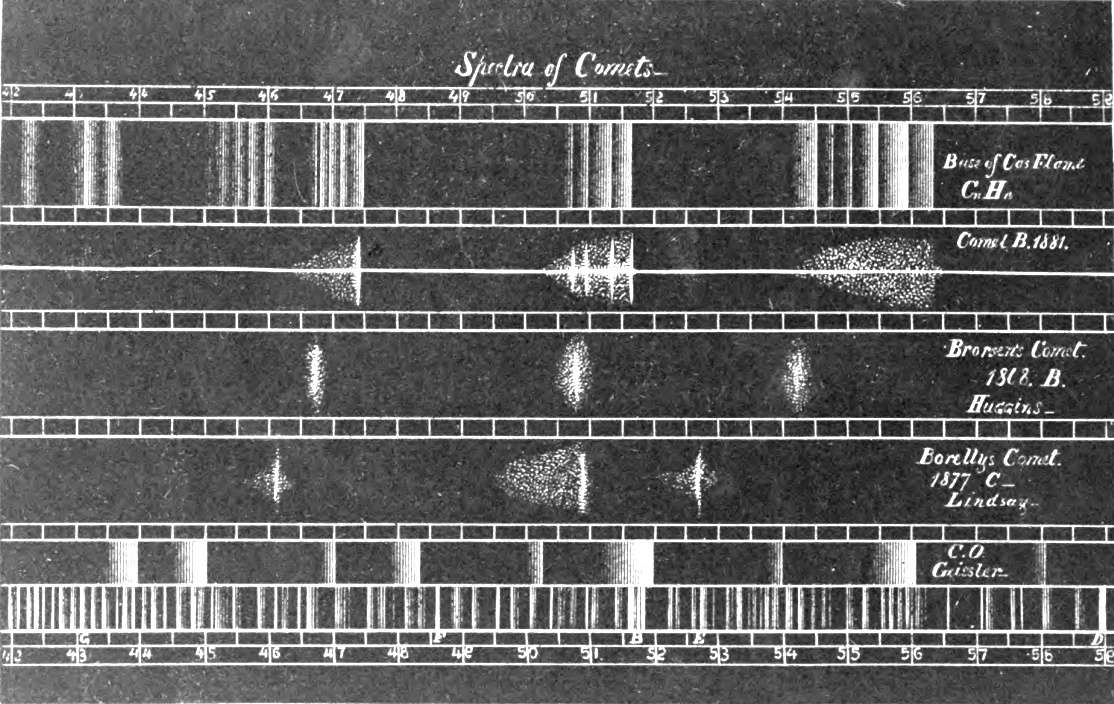 Spectra of Comets
42 43 44 45 46 47 48 49 50 51 52 53 54 55 56 57 58 59
Base of Gas Flame
Comet B. 1881.
Brorsen's Comet.
1868. B.
Huggins
Borellys Comet.
1877 C
Lindsay
C.O.
Geissler
G F B E D
42 43 44 45 46 47 48 49 50 51 52 53 54 55 56 57 58 59